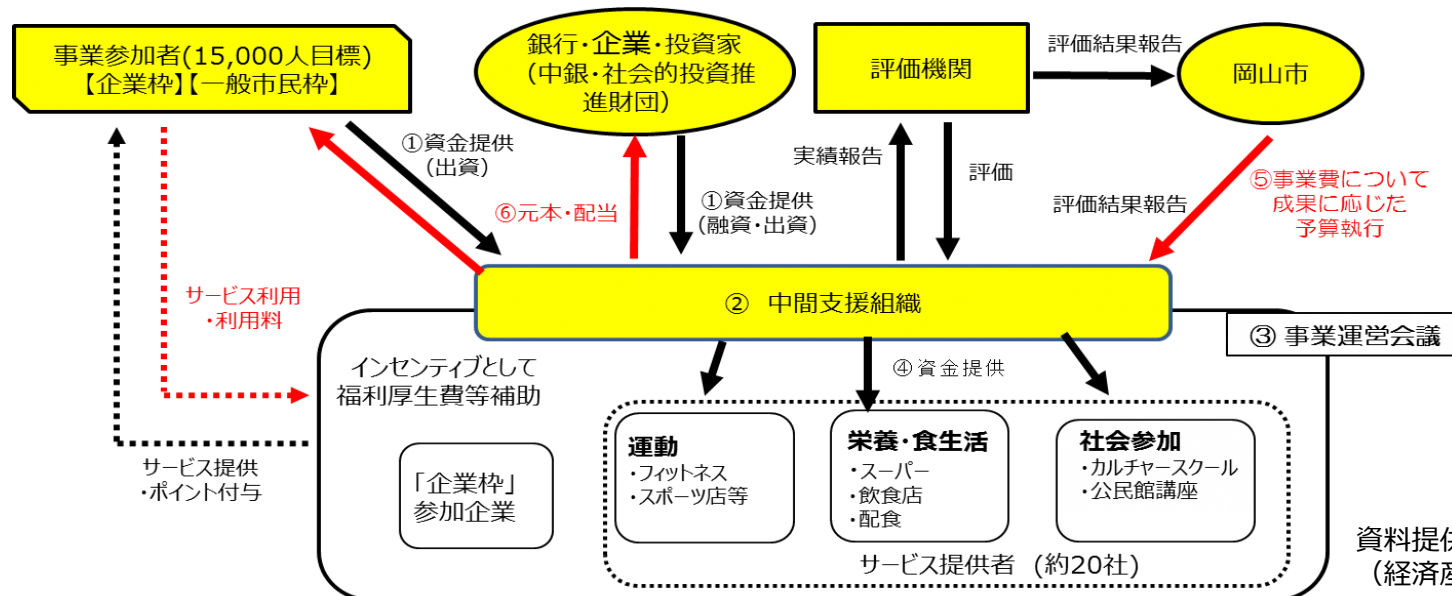 事業参加者(15,000人目標)
【企業枠】【一般市民枠】
銀行・企業・投資家
(中銀・社会的投資推
進財団)
評価機関
評価結果報告
岡山市
①資金提供
(出資)
⑥元本・配当
①資金提供
(融資・出資)
実績報告
評価
評価結果報告
⑤事業費について
成果に応じた
予算執行
サービス利用
・利用料
② 中間支援組織
③ 事業運営会議
インセンティブとして
福利厚生費等補助
④資金提供
サービス提供
・ポイント付与
「企業枠」
参加企業
運動
・フィットネス
・スポーツ店等
栄養・食生活
・スーパー
・飲食店
・配食
社会参加
・カルチャースクール
・公民館講座
サービス提供者 (約20社)
資料提供
(経済産